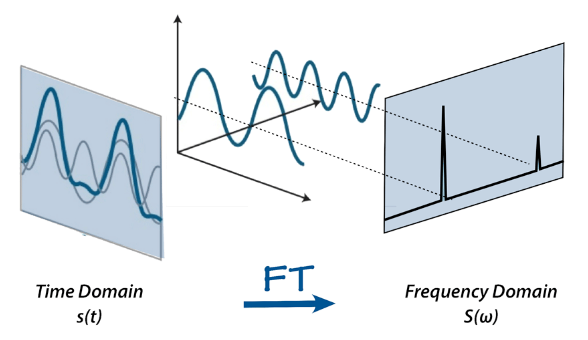 FT
Time Domain
s(t)
Frequency Domain
S(ω)